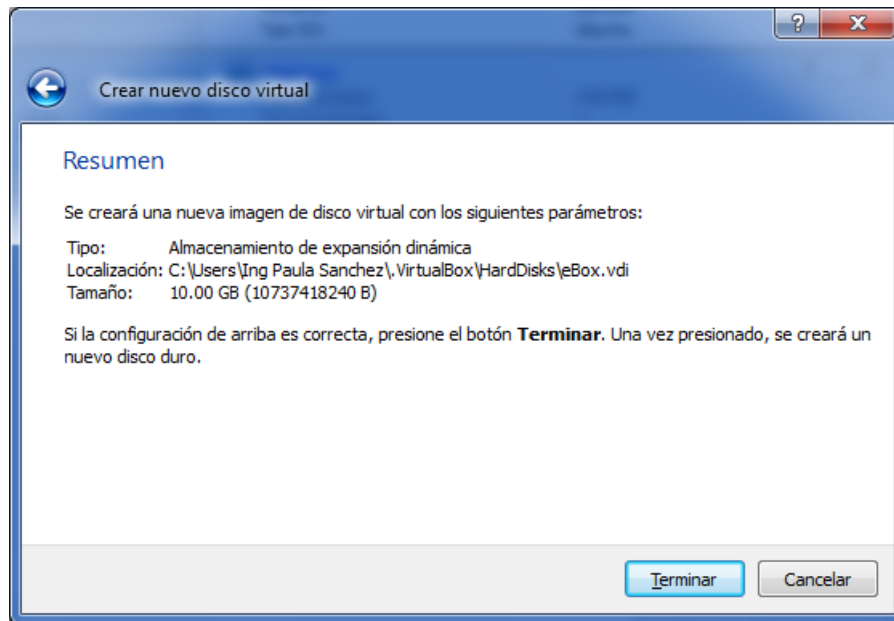 ?
X
Crear nuevo disco virtual
Resumen
Se creará una nueva imagen de disco virtual con los siguientes parámetros:
Tipo: Almacenamiento de expansión dinámica
Localización: C:\Users\Ing Paula Sanchez\.VirtualBox\HardDisks\eBox.vdi
Tamaño: 10.00 GB (10737418240 B)
Si la configuración de arriba es correcta, presione el botón Terminar. Una vez presionado, se creará un
nuevo disco duro.
Terminar
Cancelar